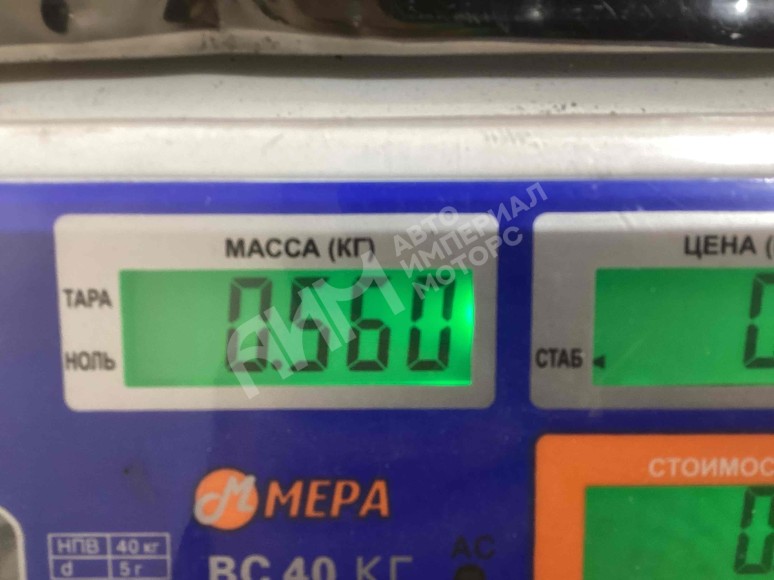 МАССА (КГ)
ТАРА
0.560
НОЛЬ
ЦЕНА (
СТАБ
СТОИМОС
МЕРА
НПВ 40 кг
d 5 г
ВС 40 КГ
АС
АКИМ
АВТО
ИМПЕРИАЛ
МОТОРС